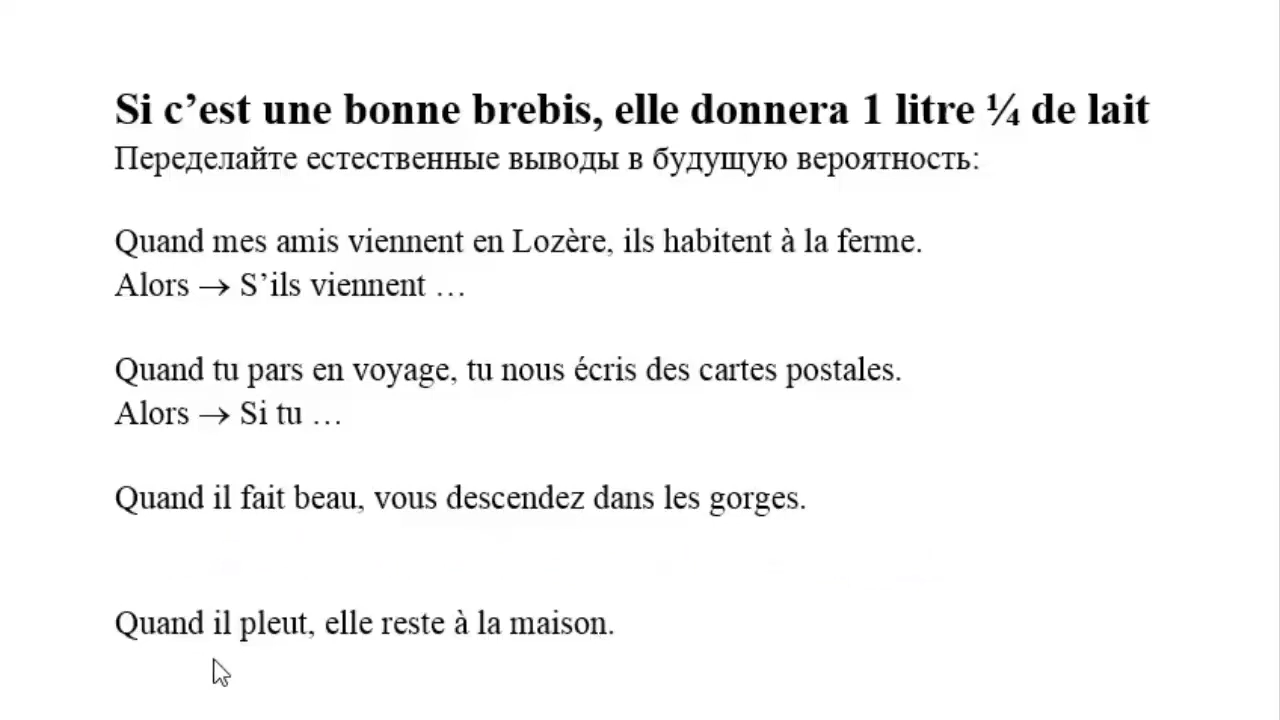 Si c’est une bonne brebis, elle donnera 1 litre ¼ de lait
Переделайте естественные выводы в будущую вероятность:
Quand mes amis viennent en Lozère, ils habitent à la ferme.
Alors → S’ils viennent …
Quand tu pars en voyage, tu nous écris des cartes postales.
Alors → Si tu …
Quand il fait beau, vous descendez dans les gorges.
Quand il pleut, elle reste à la maison.